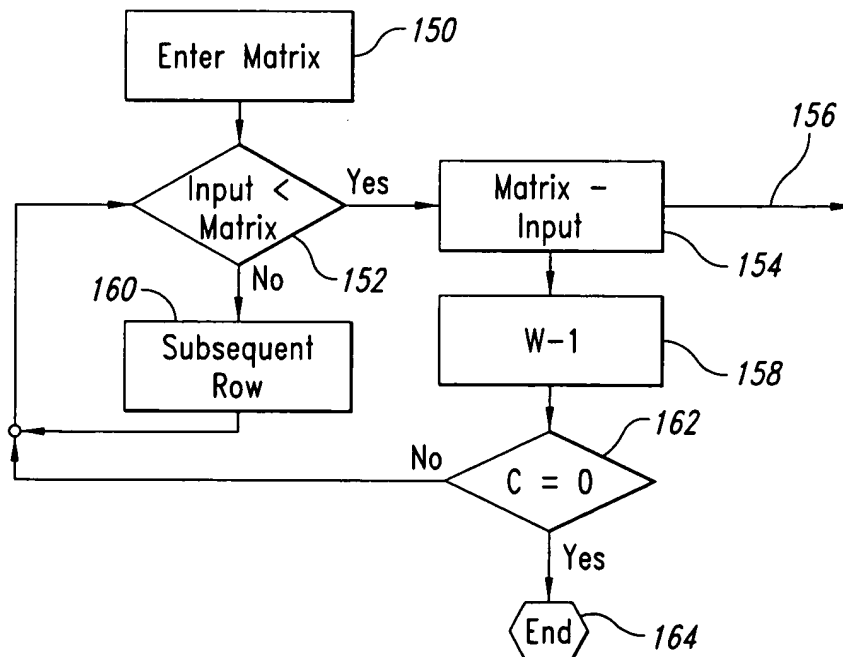 150
Enter Matrix
156
Input <
Matrix
Yes
Matrix -
Input
152
154
No
160
Subsequent
Row
W-1
158
162
No
C = 0
Yes
End
164